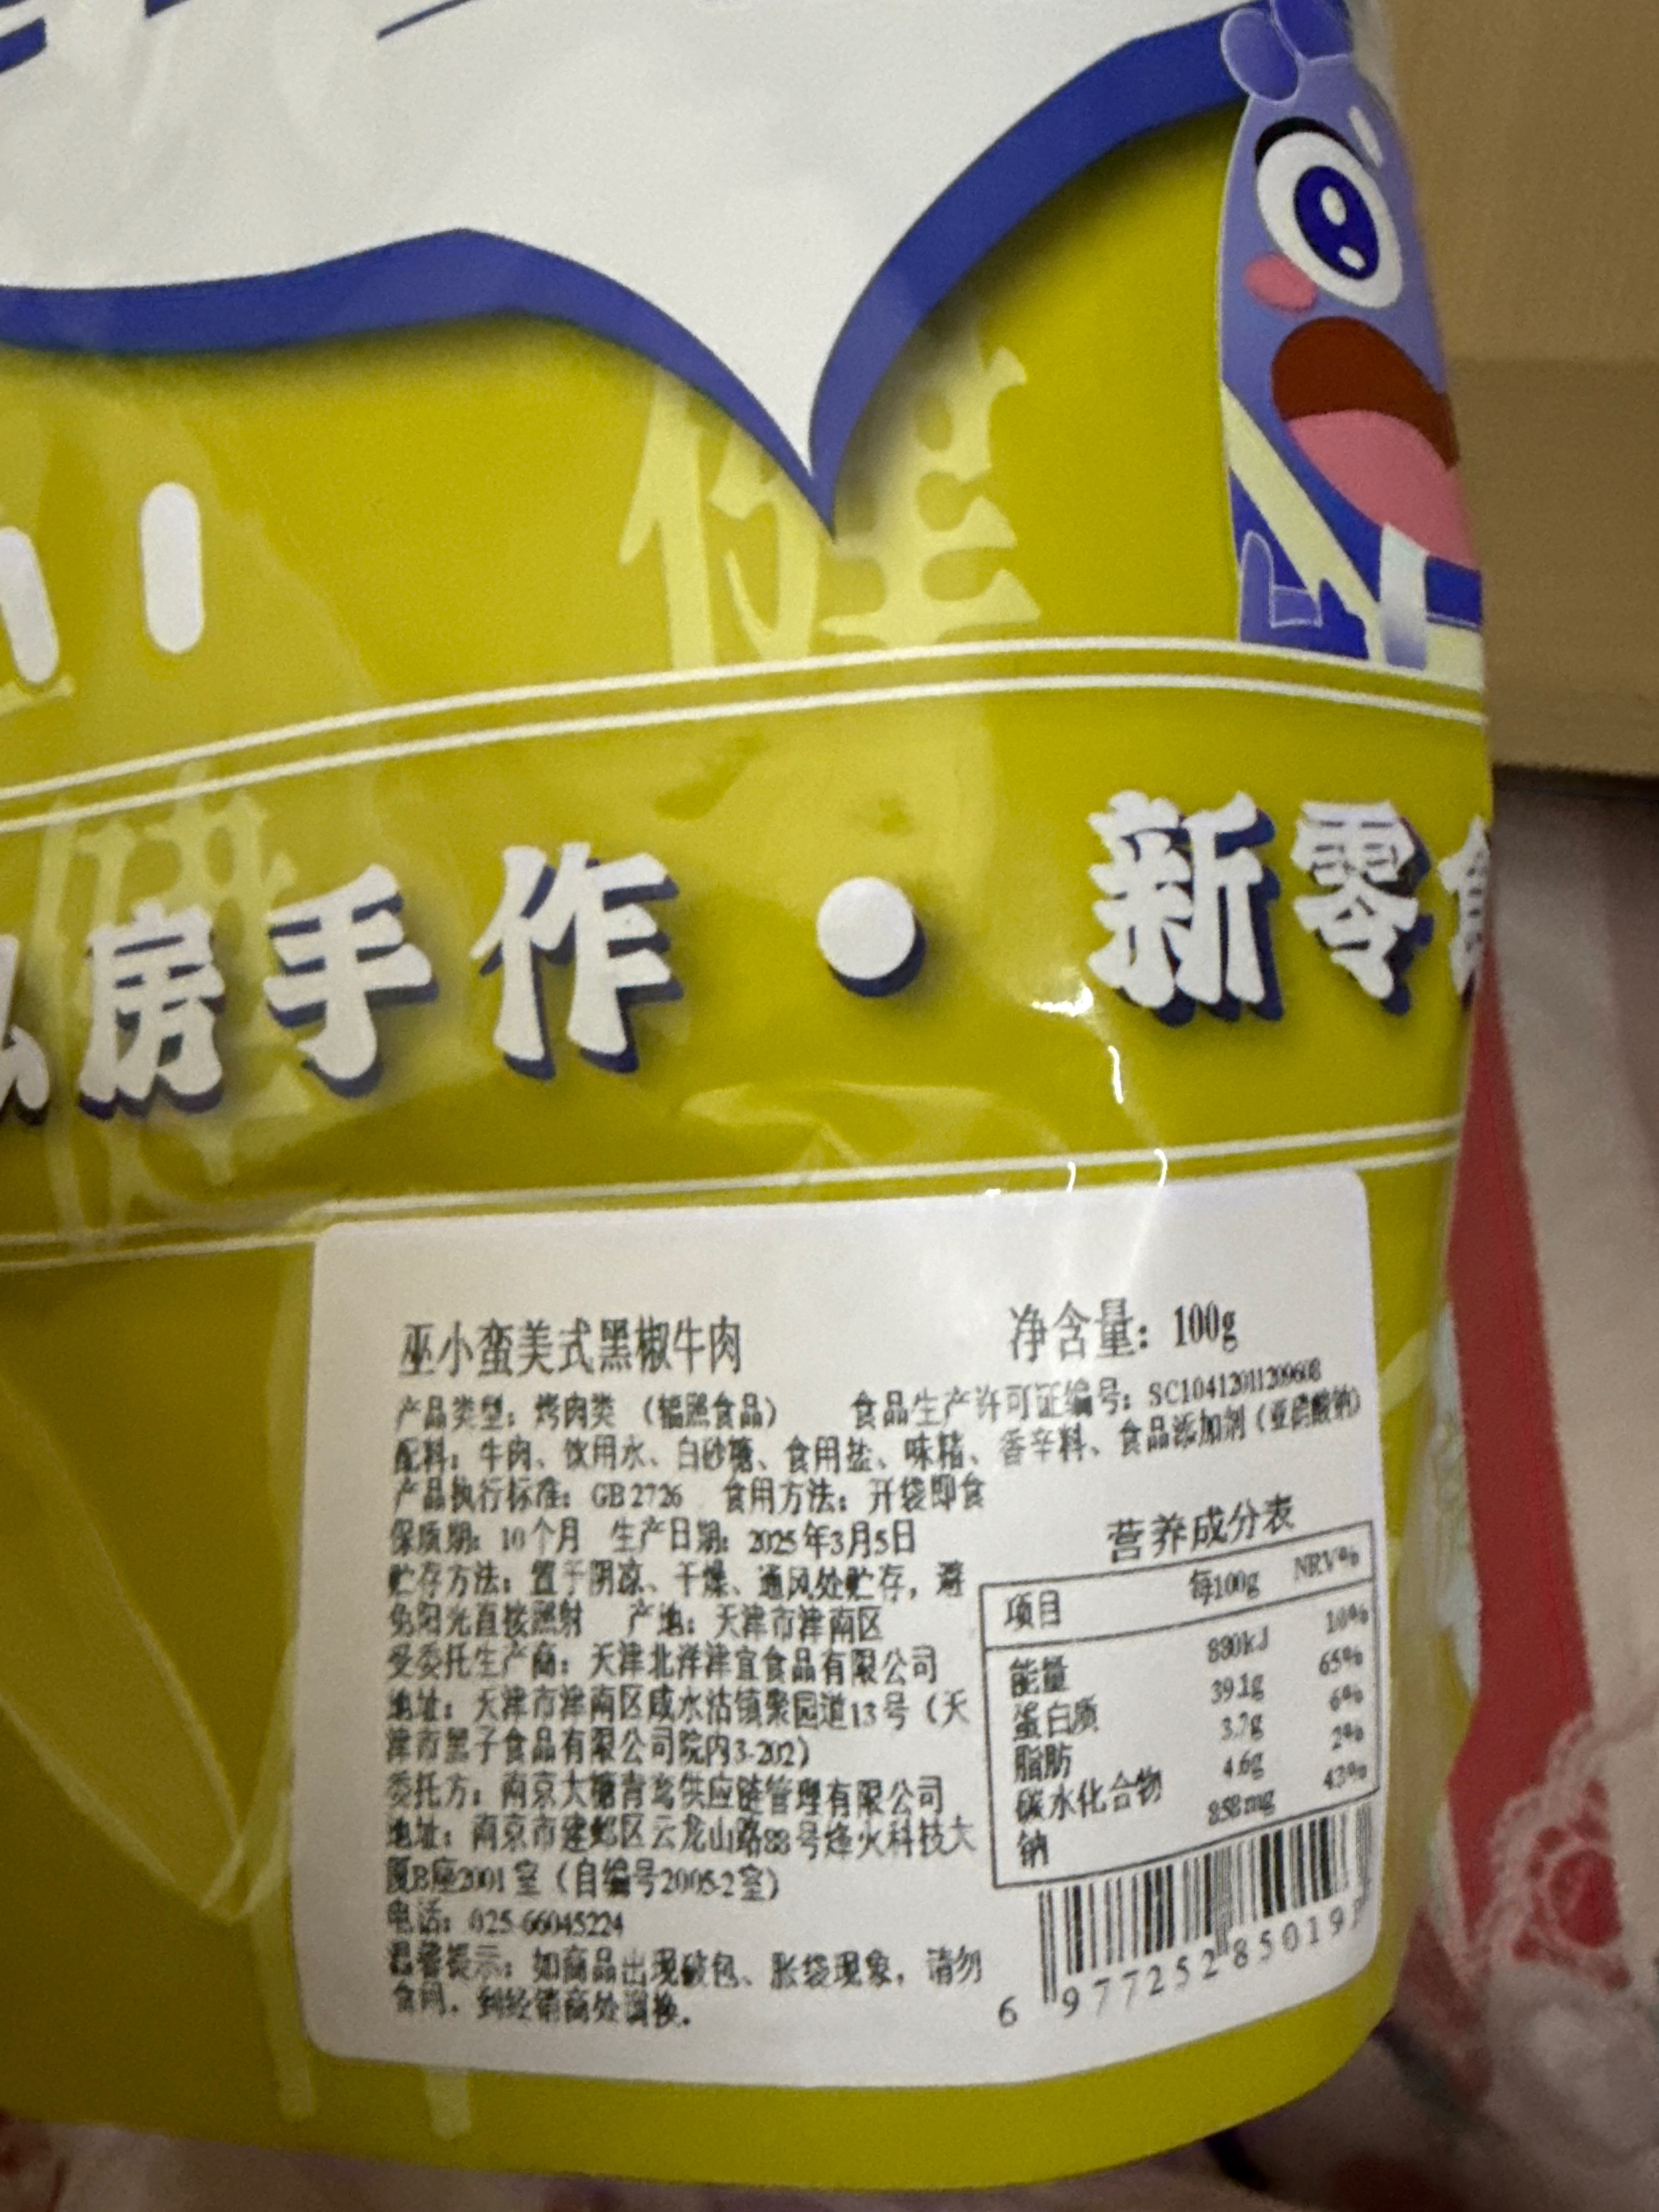 健
私房手作·新零食
巫小蛮美式黑椒牛肉 净含量：100g
产品类型：烤肉类（辐照食品） 食品生产许可证编号：SC10412011209608
配料：牛肉、饮用水、白砂糖、食用盐、味精、香辛料、食品添加剂（亚硝酸钠）
产品执行标准：GB 2726 食用方法：开袋即食
保质期：10个月 生产日期：2025年3月5日
贮存方法：置于阴凉、干燥、通风处贮存，避
免阳光直接照射 产地：天津市津南区
受委托生产商：天津北洋津宜食品有限公司
地址：天津市津南区咸水沽镇聚园道13号（天
津市黑子食品有限公司院内3-202）
委托方：南京大糖青鸾供应链管理有限公司
地址：南京市建邺区云龙山路88号烽火科技大
厦B座2001室（自编号2005-2室）
电话：025-66045224
温馨提示：如商品出现破包、胀袋现象，请勿
食用，到经销商处调换。
营养成分表
项目 每100g NRV%
能量 880kJ 10%
蛋白质 39.1g 65%
脂肪 3.7g 6%
碳水化合物 4.6g 2%
钠 858mg 43%
6 977252 85019